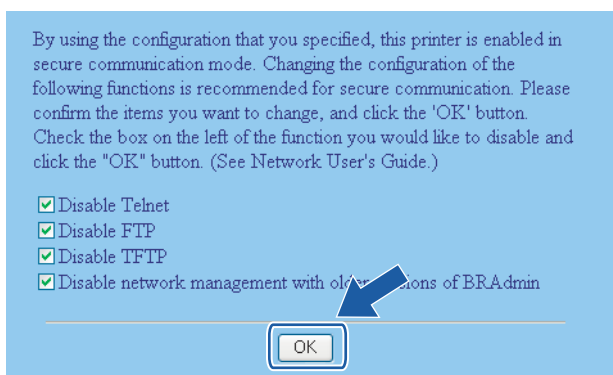 By using the configuration that you specified, this printer is enabled in
secure communication mode. Changing the configuration of the
following functions is recommended for secure communication. Please
confirm the items you want to change, and click the 'OK' button.
Check the box on the left of the function you would like to disable and
click the "OK" button. (See Network User's Guide.)
Disable Telnet
Disable FTP
Disable TFTP
Disable network management with older versions of BRAdmin
OK